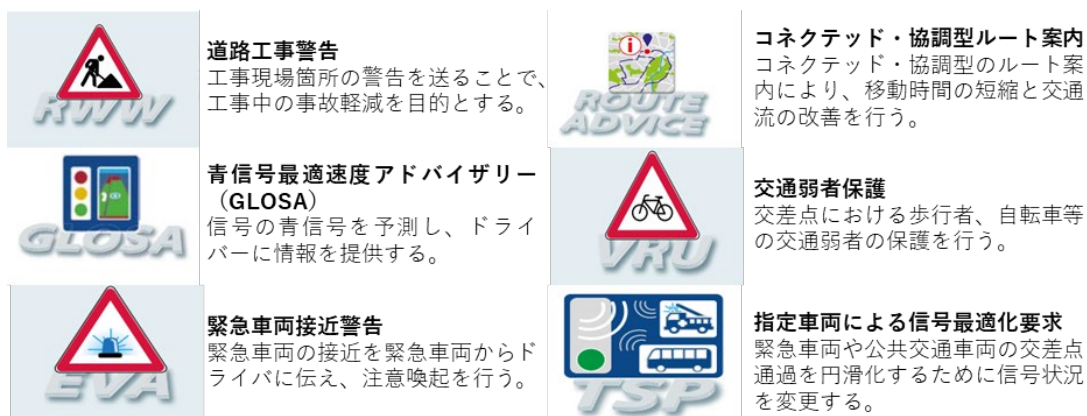 RWW
道路工事警告
工事現場箇所の警告を送ることで、
工事中の事故軽減を目的とする。
ROUTE
ADVICE
コネクテッド・協調型ルート案内
コネクテッド・協調型のルート案
内により、移動時間の短縮と交通
流の改善を行う。
GLOSA
青信号最適速度アドバイザリー
（GLOSA）
信号の青信号を予測し、ドライ
バーに情報を提供する。
VRU
交通弱者保護
交差点における歩行者、自転車等
の交通弱者の保護を行う。
EVA
緊急車両接近警告
緊急車両の接近を緊急車両からド
ライバに伝え、注意喚起を行う。
TSP
指定車両による信号最適化要求
緊急車両や公共交通車両の交差点
通過を円滑化するために信号状況
を変更する。